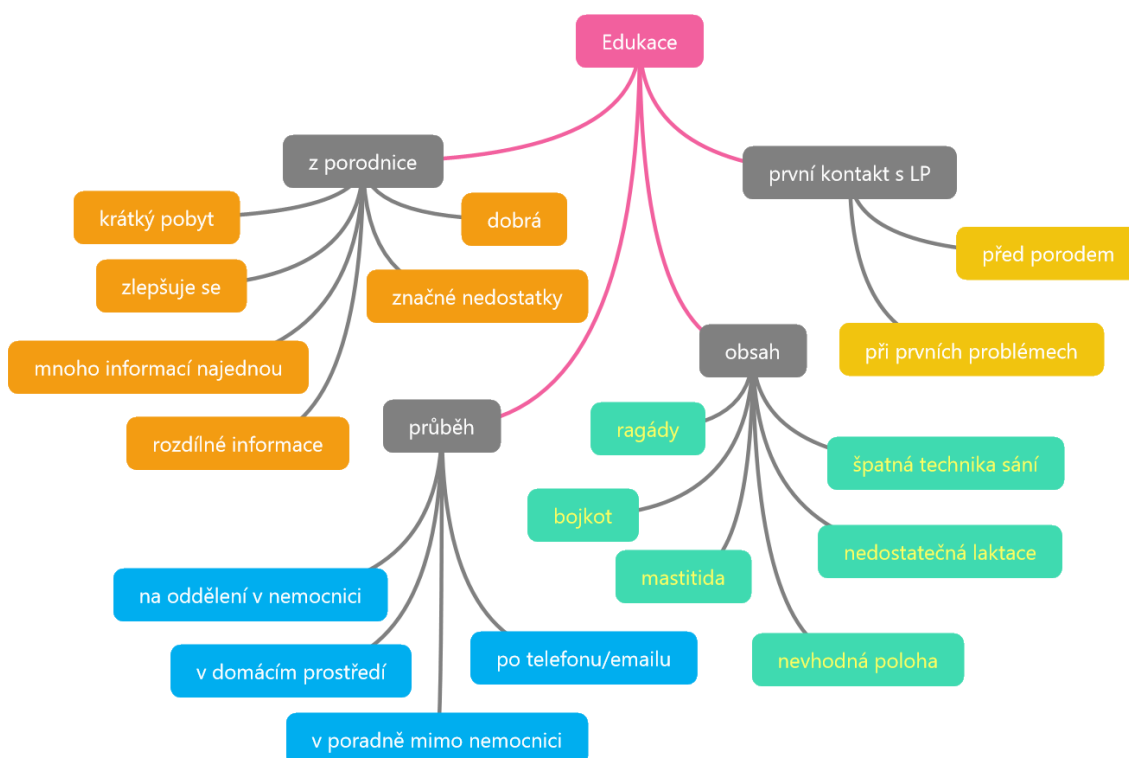 Edukace
z porodnice
první kontakt s LP
krátký pobyt
dobrá
před porodem
zlepšuje se
značné nedostatky
mnoho informací najednou
obsah
při prvních problémech
rozdílné informace
průběh
ragády
špatná technika sání
bojkot
nedostatečná laktace
mastitida
na oddělení v nemocnici
v domácím prostředí
po telefonu/emailu
nevhodná poloha
v poradně mimo nemocnici